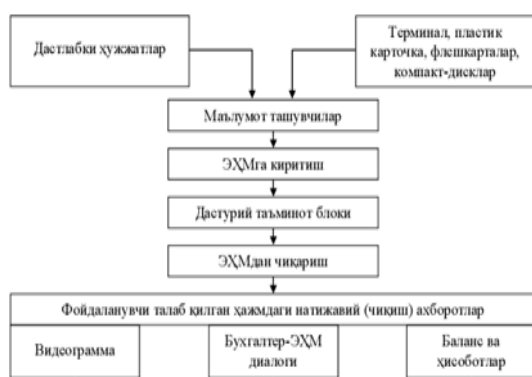 Дастлабки ҳужжатлар
Терминал, пластик
карточка, флешкарталар,
компакт-дисклар
Маълумот ташувчилар
ЭҲМга киритиш
Дастурий таъминот блоки
ЭҲМдан чиқариш
Фойдаланувчи талаб қилган ҳажмдаги натижавий (чиқиш) ахборотлар
Видеограмма
Бухгалтер-ЭҲМ
диалоги
Баланс ва
ҳисоботлар